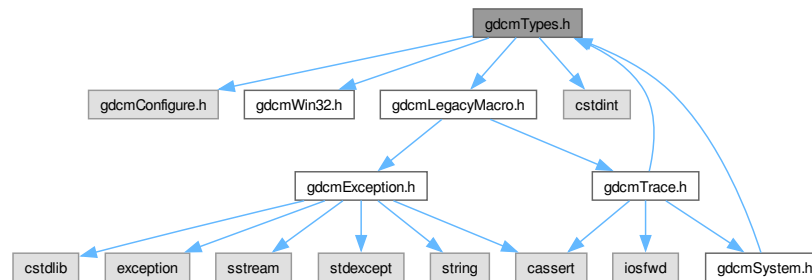 gdcmTypes.h
gdcmConfigure.h
gdcmWin32.h
gdcmLegacyMacro.h
cstdint
gdcmException.h
gdcmTrace.h
cstdlib
exception
sstream
stdexcept
string
cassert
iosfwd
gdcmSystem.h